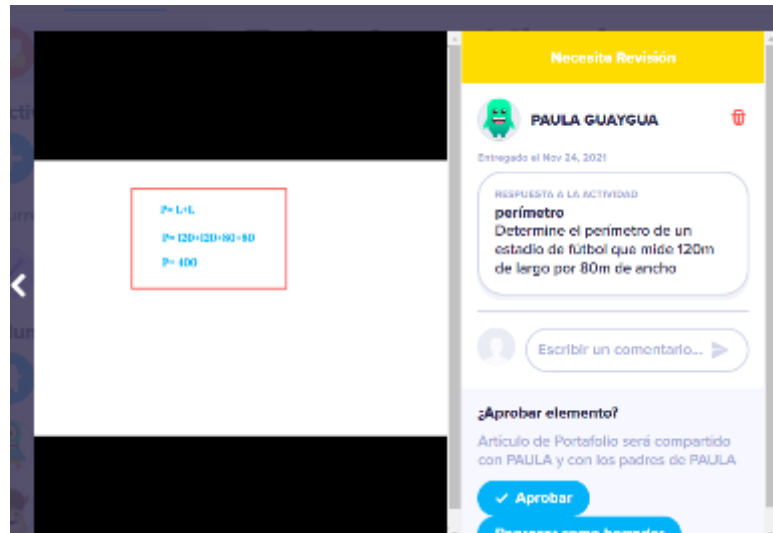 P= L+L
P= 120+120+80+80
P= 400
Necesita Revisión
PAULA GUAYGUA
Entregado el Nov 24, 2021
RESPUESTA A LA ACTIVIDAD
perímetro
Determine el perímetro de un
estadio de fútbol que mide 120m
de largo por 80m de ancho
Escribir un comentario...
¿Aprobar elemento?
Artículo de Portafolio será compartido
con PAULA y con los padres de PAULA
Aprobar